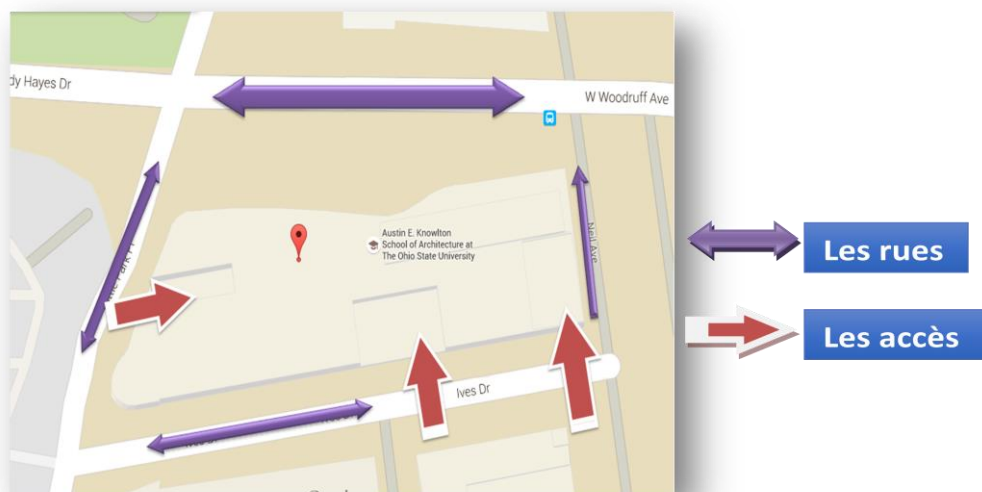 dy Hayes Dr
W Woodruff Ave
Austin E. Knowlton
School of Architecture at
The Ohio State University
Neil Ave
Ives Dr
Les rues
Les accès